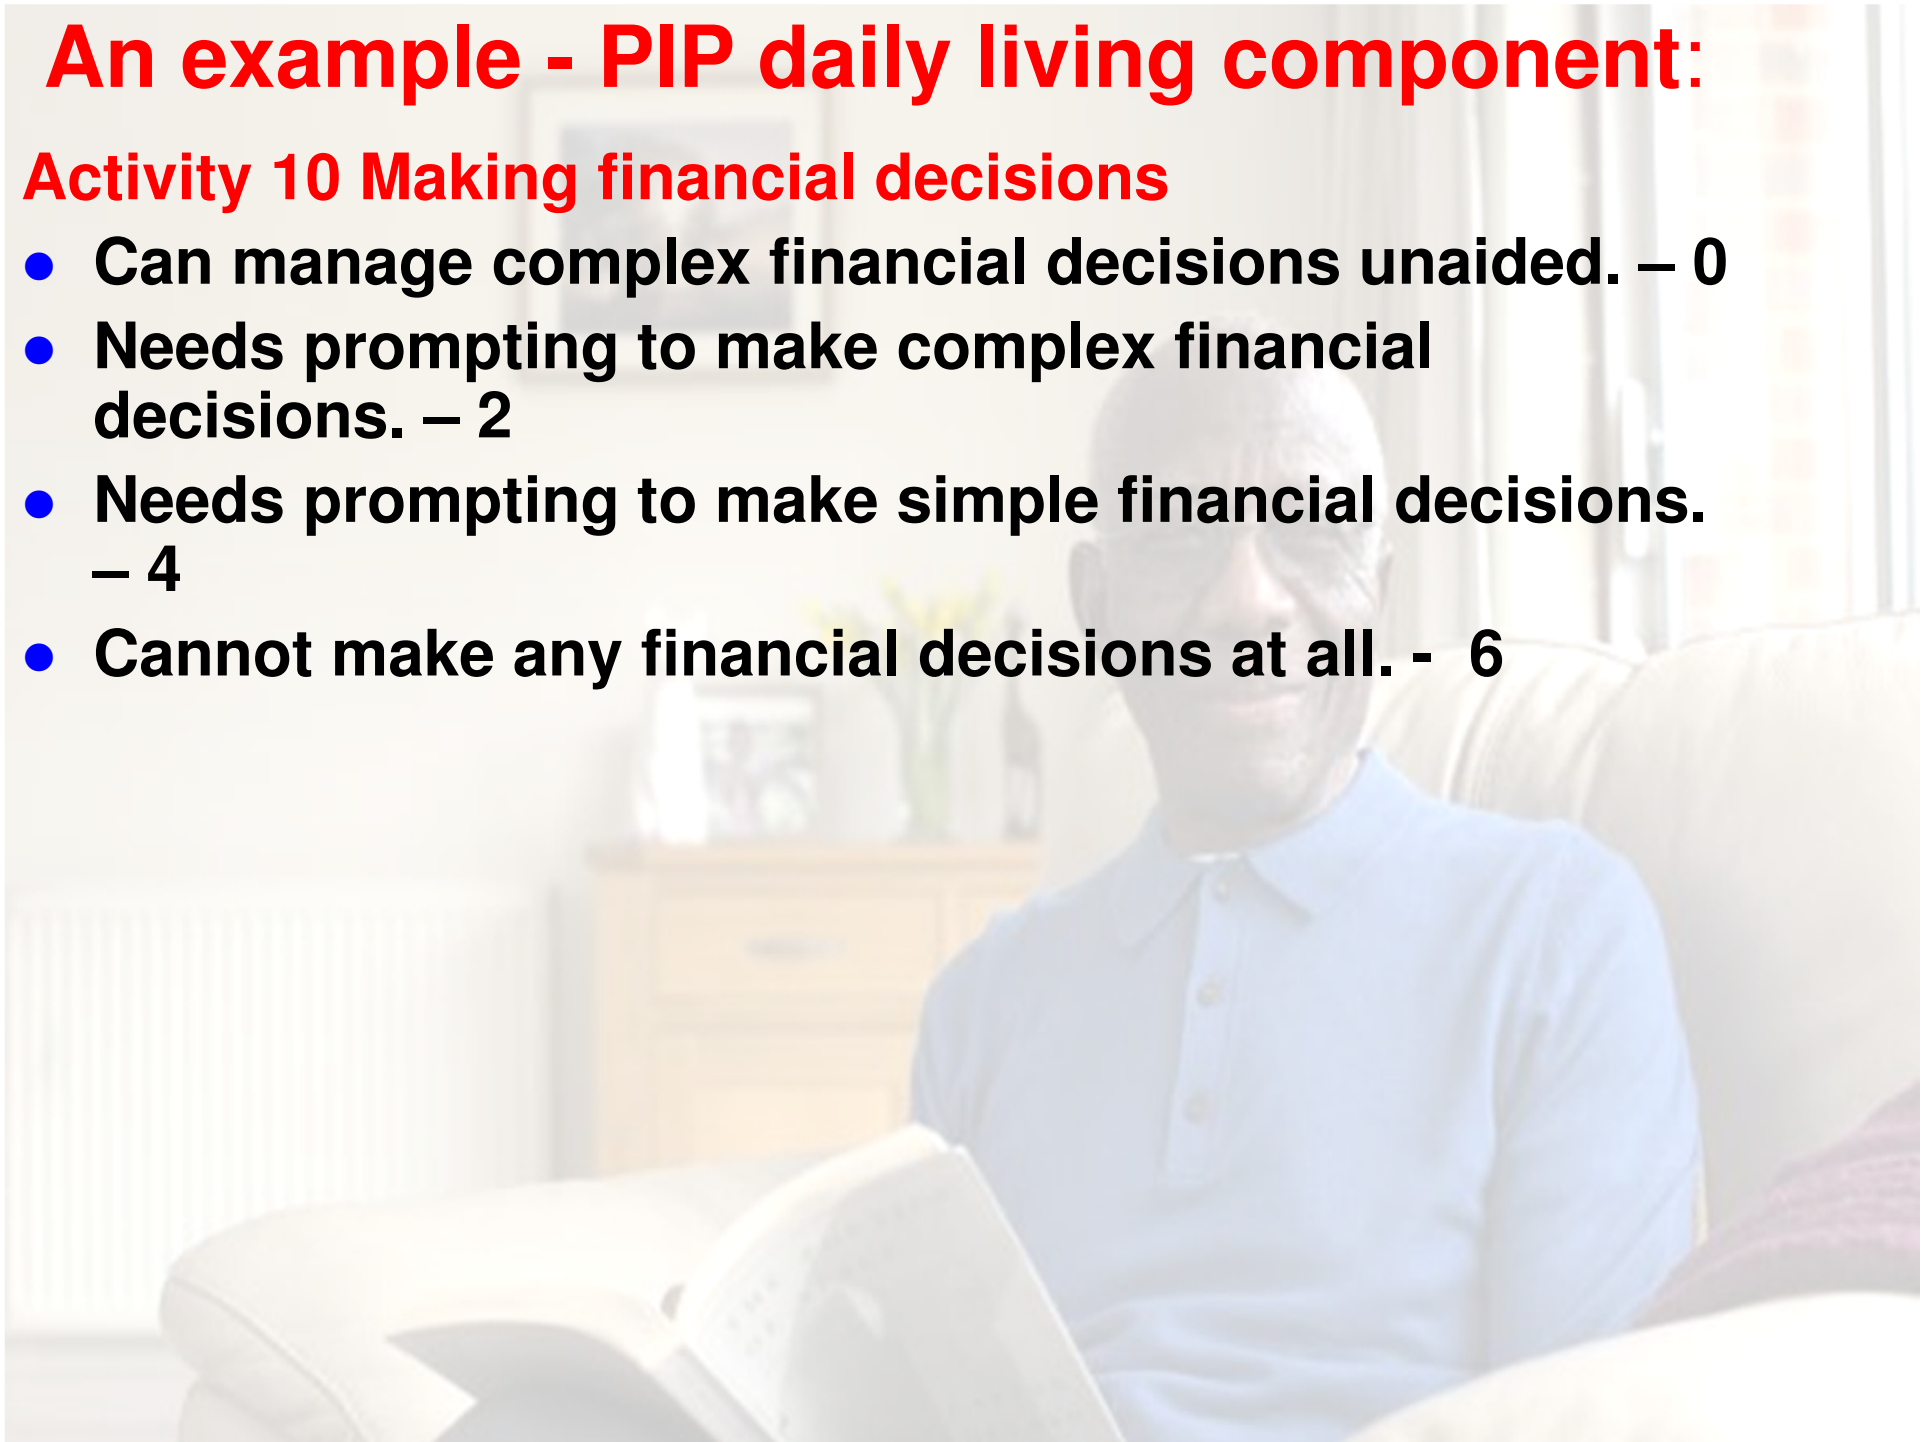 An example - PIP daily living component:
Activity 10 Making financial decisions
● Can manage complex financial decisions unaided. – 0
● Needs prompting to make complex financial
decisions. – 2
● Needs prompting to make simple financial decisions.
– 4
● Cannot make any financial decisions at all. - 6